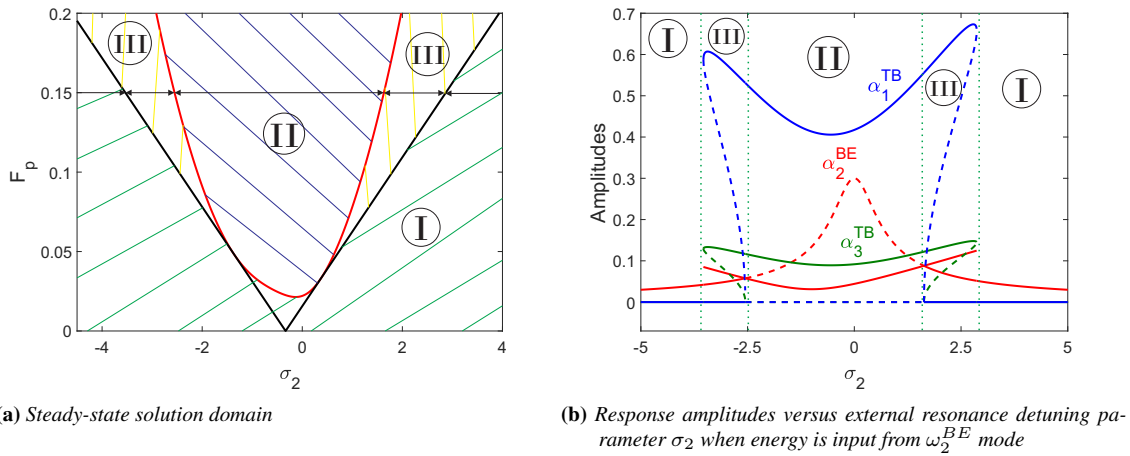 0.2
0.15
0.1
0.05
0
F_p
-4
-2
0
2
4
σ_2
III
III
II
I
(a) Steady-state solution domain
0.7
0.6
0.5
0.4
0.3
0.2
0.1
0
Amplitudes
-5
-2.5
0
2.5
5
σ_2
I
III
II
III
I
α_1^TB
α_2^BE
α_3^TB
(b) Response amplitudes versus external resonance detuning pa-
rameter σ_2 when energy is input from ω_2^BE mode